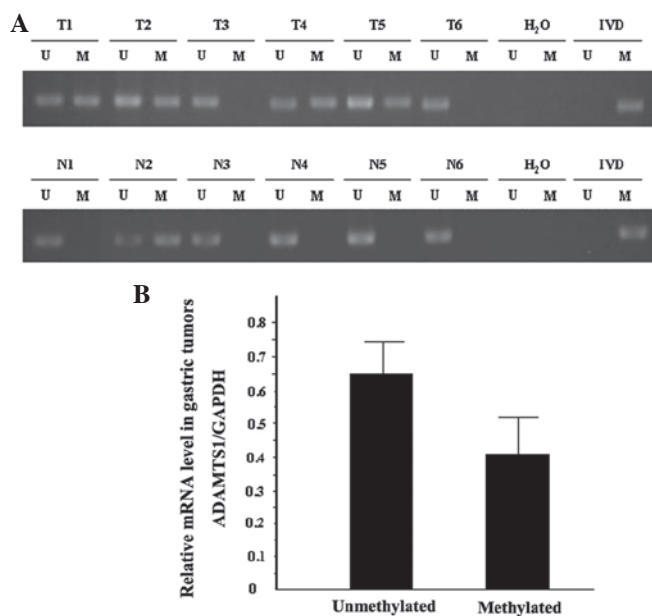 A
T1 T2 T3 T4 T5 T6 H₂O IVD
U M U M U M U M U M U M U M U M
N1 N2 N3 N4 N5 N6 H₂O IVD
U M U M U M U M U M U M U M U M
B
Relative mRNA level in gastric tumors
ADAMTS1/GAPDH
0.8
0.7
0.6
0.5
0.4
0.3
0.2
0.1
0
Unmethylated Methylated